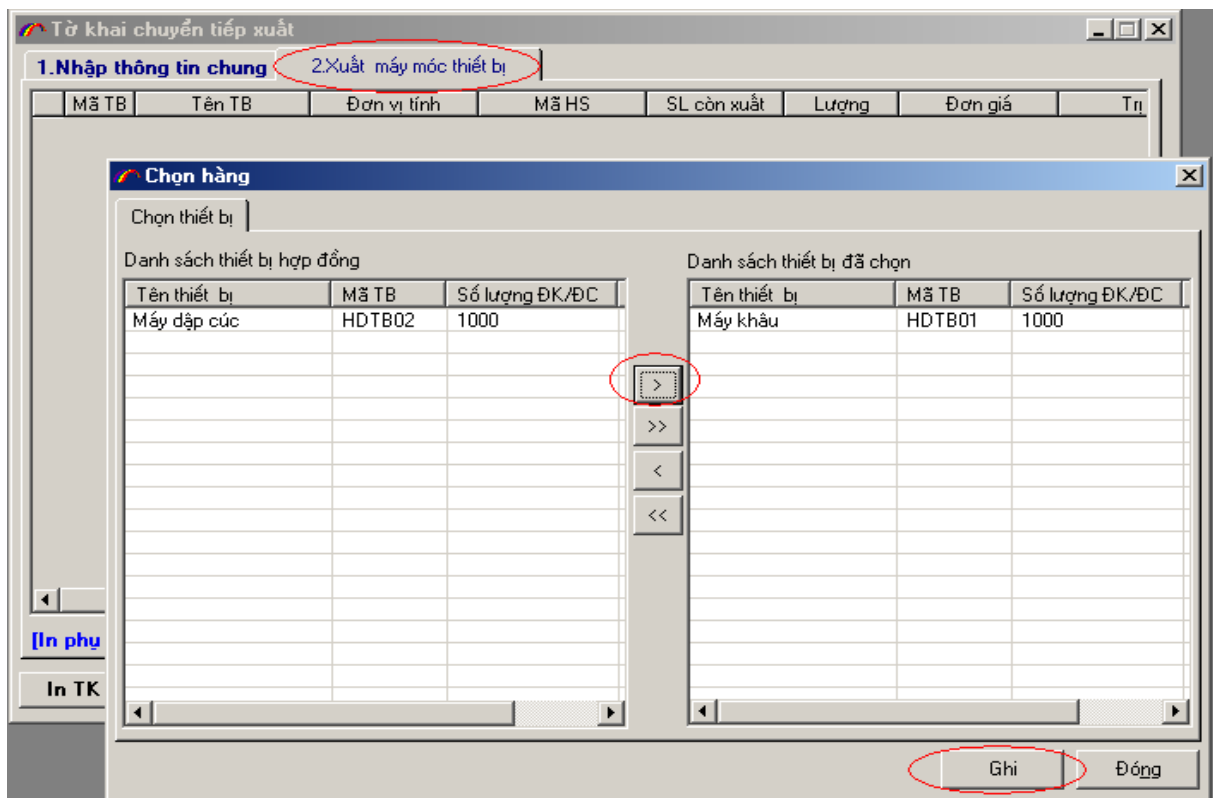 Tờ khai chuyển tiếp xuất
1.Nhập thông tin chung 2.Xuất máy móc thiết bị
Mã TB Tên TB Đơn vị tính Mã HS SL còn xuất Lượng Đơn giá Trị
Chọn hàng
Chọn thiết bị
Danh sách thiết bị hợp đồng Danh sách thiết bị đã chọn
Tên thiết bị Mã TB Số lượng ĐK/ĐC Tên thiết bị Mã TB Số lượng ĐK/ĐC
Máy dập cúc HDTB02 1000 Máy khâu HDTB01 1000
>
>>
<
<<
[In phụ
In TK
Ghi Đóng